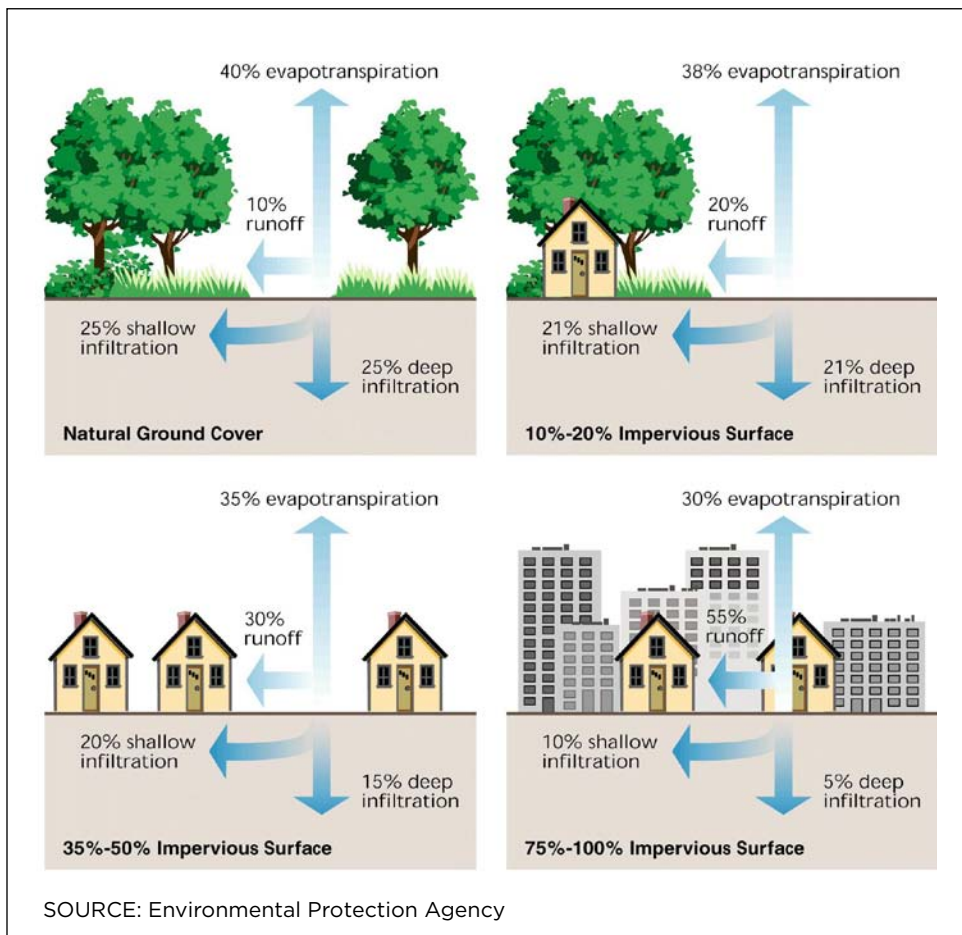 40% evapotranspiration
10%
runoff
25% shallow
infiltration
25% deep
infiltration
Natural Ground Cover
38% evapotranspiration
20%
runoff
21% shallow
infiltration
21% deep
infiltration
10%-20% Impervious Surface
35% evapotranspiration
30%
runoff
20% shallow
infiltration
15% deep
infiltration
35%-50% Impervious Surface
30% evapotranspiration
55%
runoff
10% shallow
infiltration
5% deep
infiltration
75%-100% Impervious Surface
SOURCE: Environmental Protection Agency